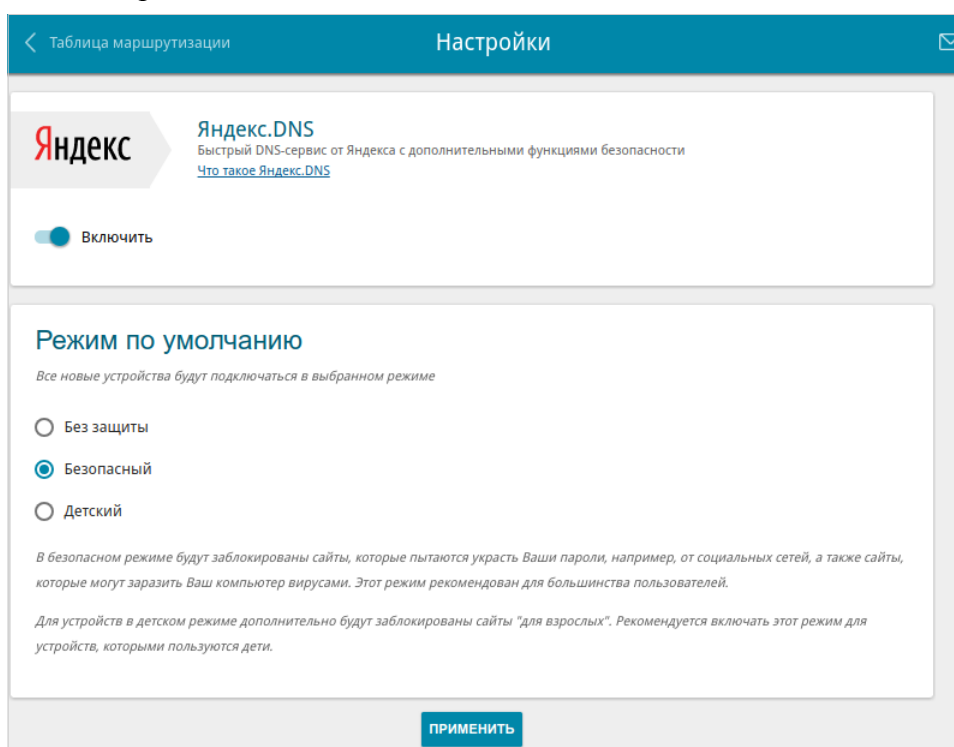 Таблица маршрутизации
Настройки
Яндекс
Яндекс.DNS
Быстрый DNS-сервис от Яндекса с дополнительными функциями безопасности
Что такое Яндекс.DNS
Включить
Режим по умолчанию
Все новые устройства будут подключаться в выбранном режиме
Без защиты
Безопасный
Детский
В безопасном режиме будут заблокированы сайты, которые пытаются украсть Ваши пароли, например, от социальных сетей, а также сайты,
которые могут заразить Ваш компьютер вирусами. Этот режим рекомендован для большинства пользователей.
Для устройств в детском режиме дополнительно будут заблокированы сайты "для взрослых". Рекомендуется включать этот режим для
устройств, которыми пользуются дети.
ПРИМЕНИТЬ